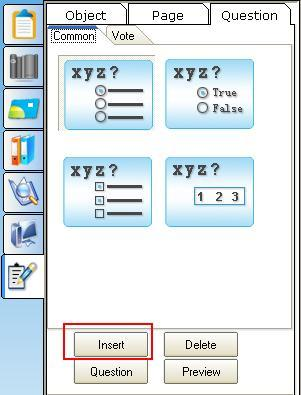 Object Page Question
Common Vote
xyz? xyz?
True
False
xyz? xyz?
1 2 3
Insert Delete
Question Preview